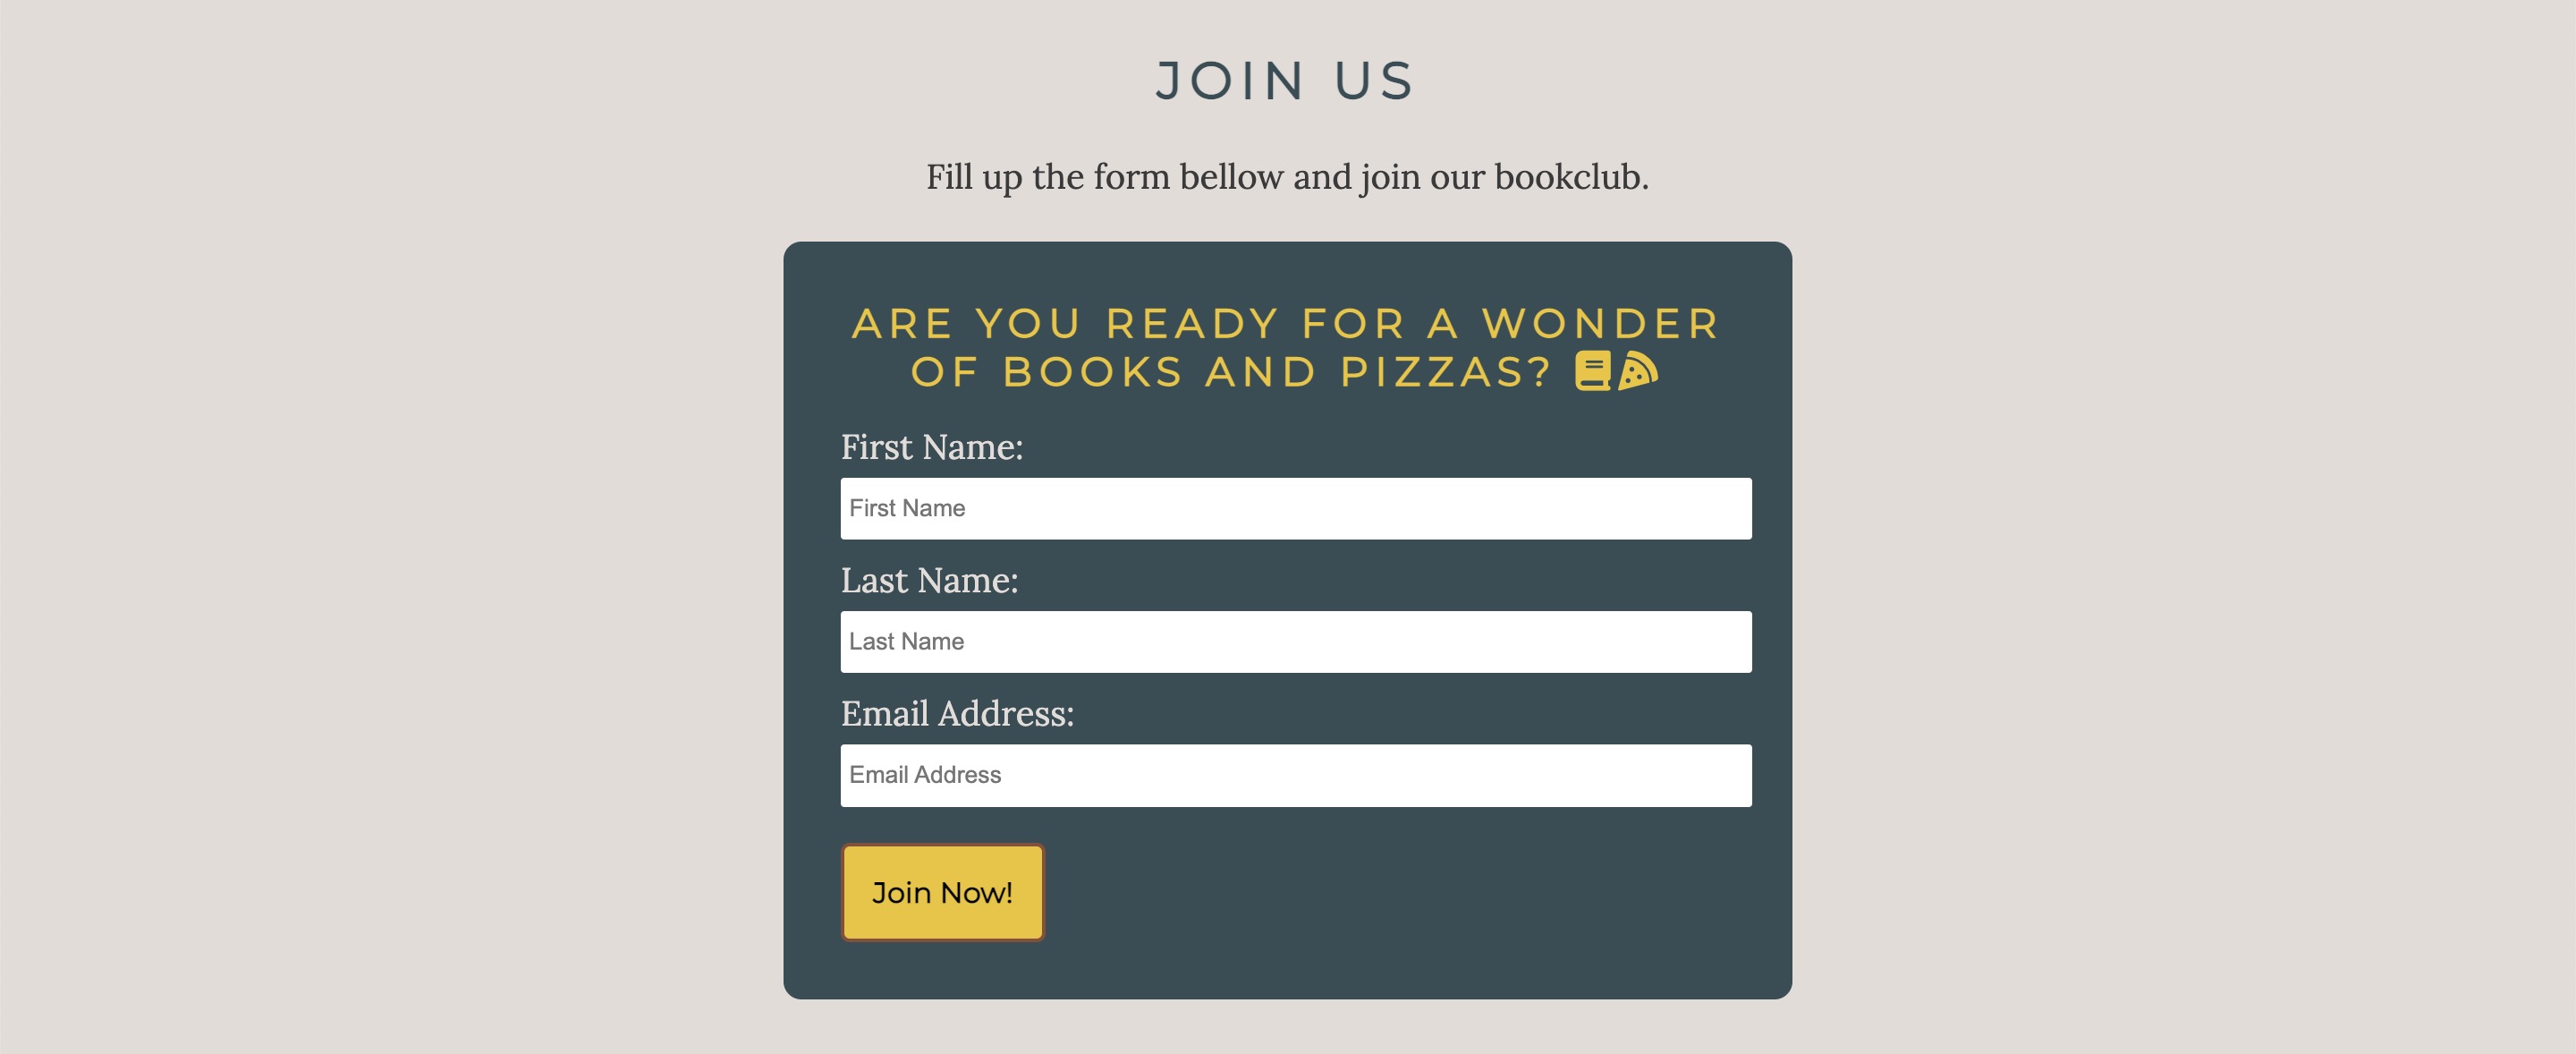 JOIN US
Fill up the form bellow and join our bookclub.
ARE YOU READY FOR A WONDER
OF BOOKS AND PIZZAS?
First Name:
First Name
Last Name:
Last Name
Email Address:
Email Address
Join Now!